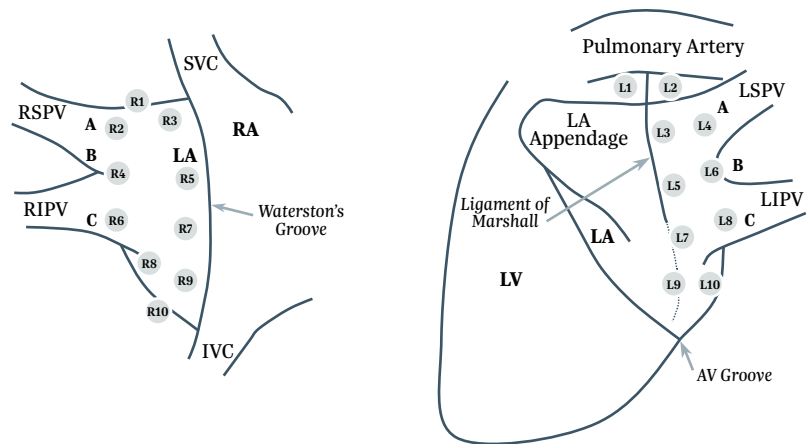 SVC
RSPV
R1
A
R2
R3
RA
B
R4
LA
R5
RIPV
C
R6
R7
Waterston's
Groove
R8
R9
R10
IVC
Pulmonary Artery
L1
L2
LSPV
LA
Appendage
A
L3
L4
B
L6
L5
LIPV
Ligament of
Marshall
L8
C
LA
L7
LV
L9
L10
AV Groove